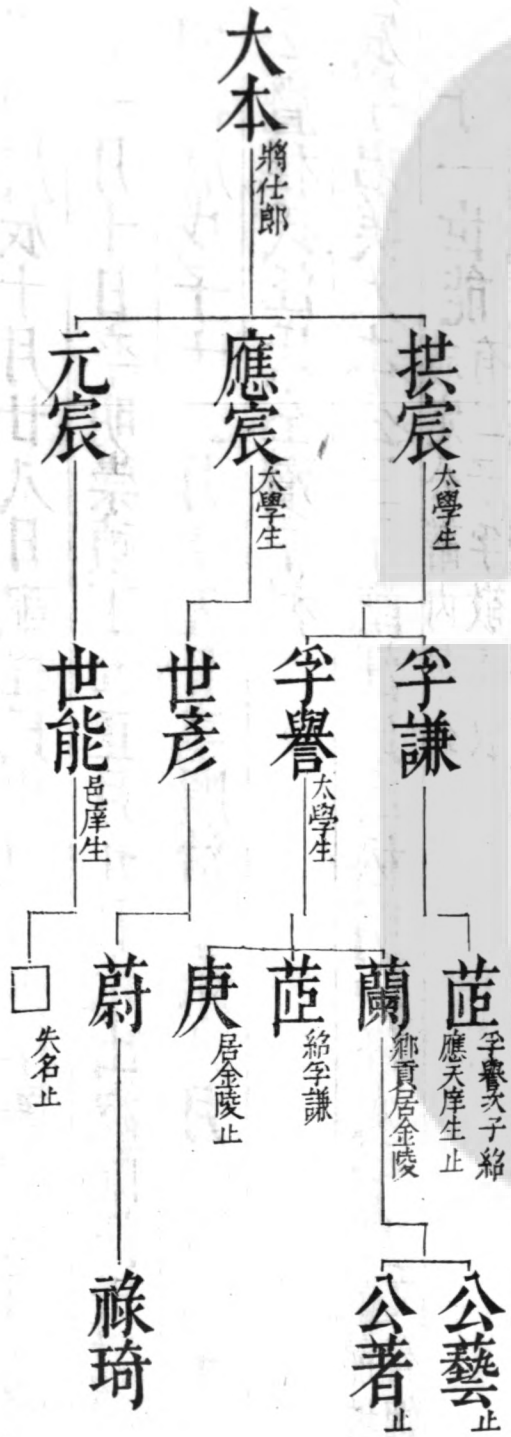 大本 將仕郎
拱宸 太學生
應宸 太學生
元宸
孚謙
孚譽 太學生
世彥
世能 邑庠生
茝 孚譽次子紹
應天庠生止
蘭 鄉貢居金陵
茝 紹孚謙
庚 居金陵止
蔚
□ 失名止
公藝 止
公著 止
祿琦